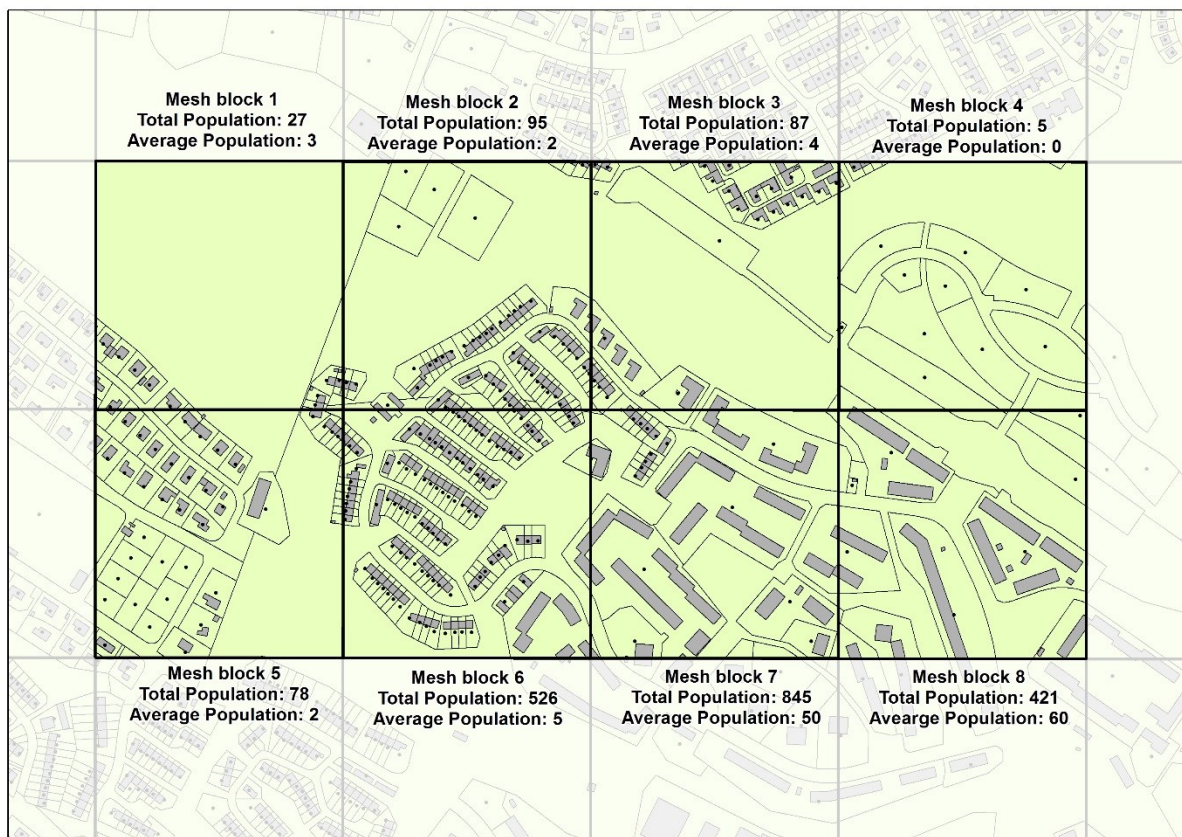 Mesh block 1
Total Population: 27
Average Population: 3
Mesh block 2
Total Population: 95
Average Population: 2
Mesh block 3
Total Population: 87
Average Population: 4
Mesh block 4
Total Population: 5
Average Population: 0
Mesh block 5
Total Population: 78
Average Population: 2
Mesh block 6
Total Population: 526
Average Population: 5
Mesh block 7
Total Population: 845
Average Population: 50
Mesh block 8
Total Population: 421
Avearge Population: 60